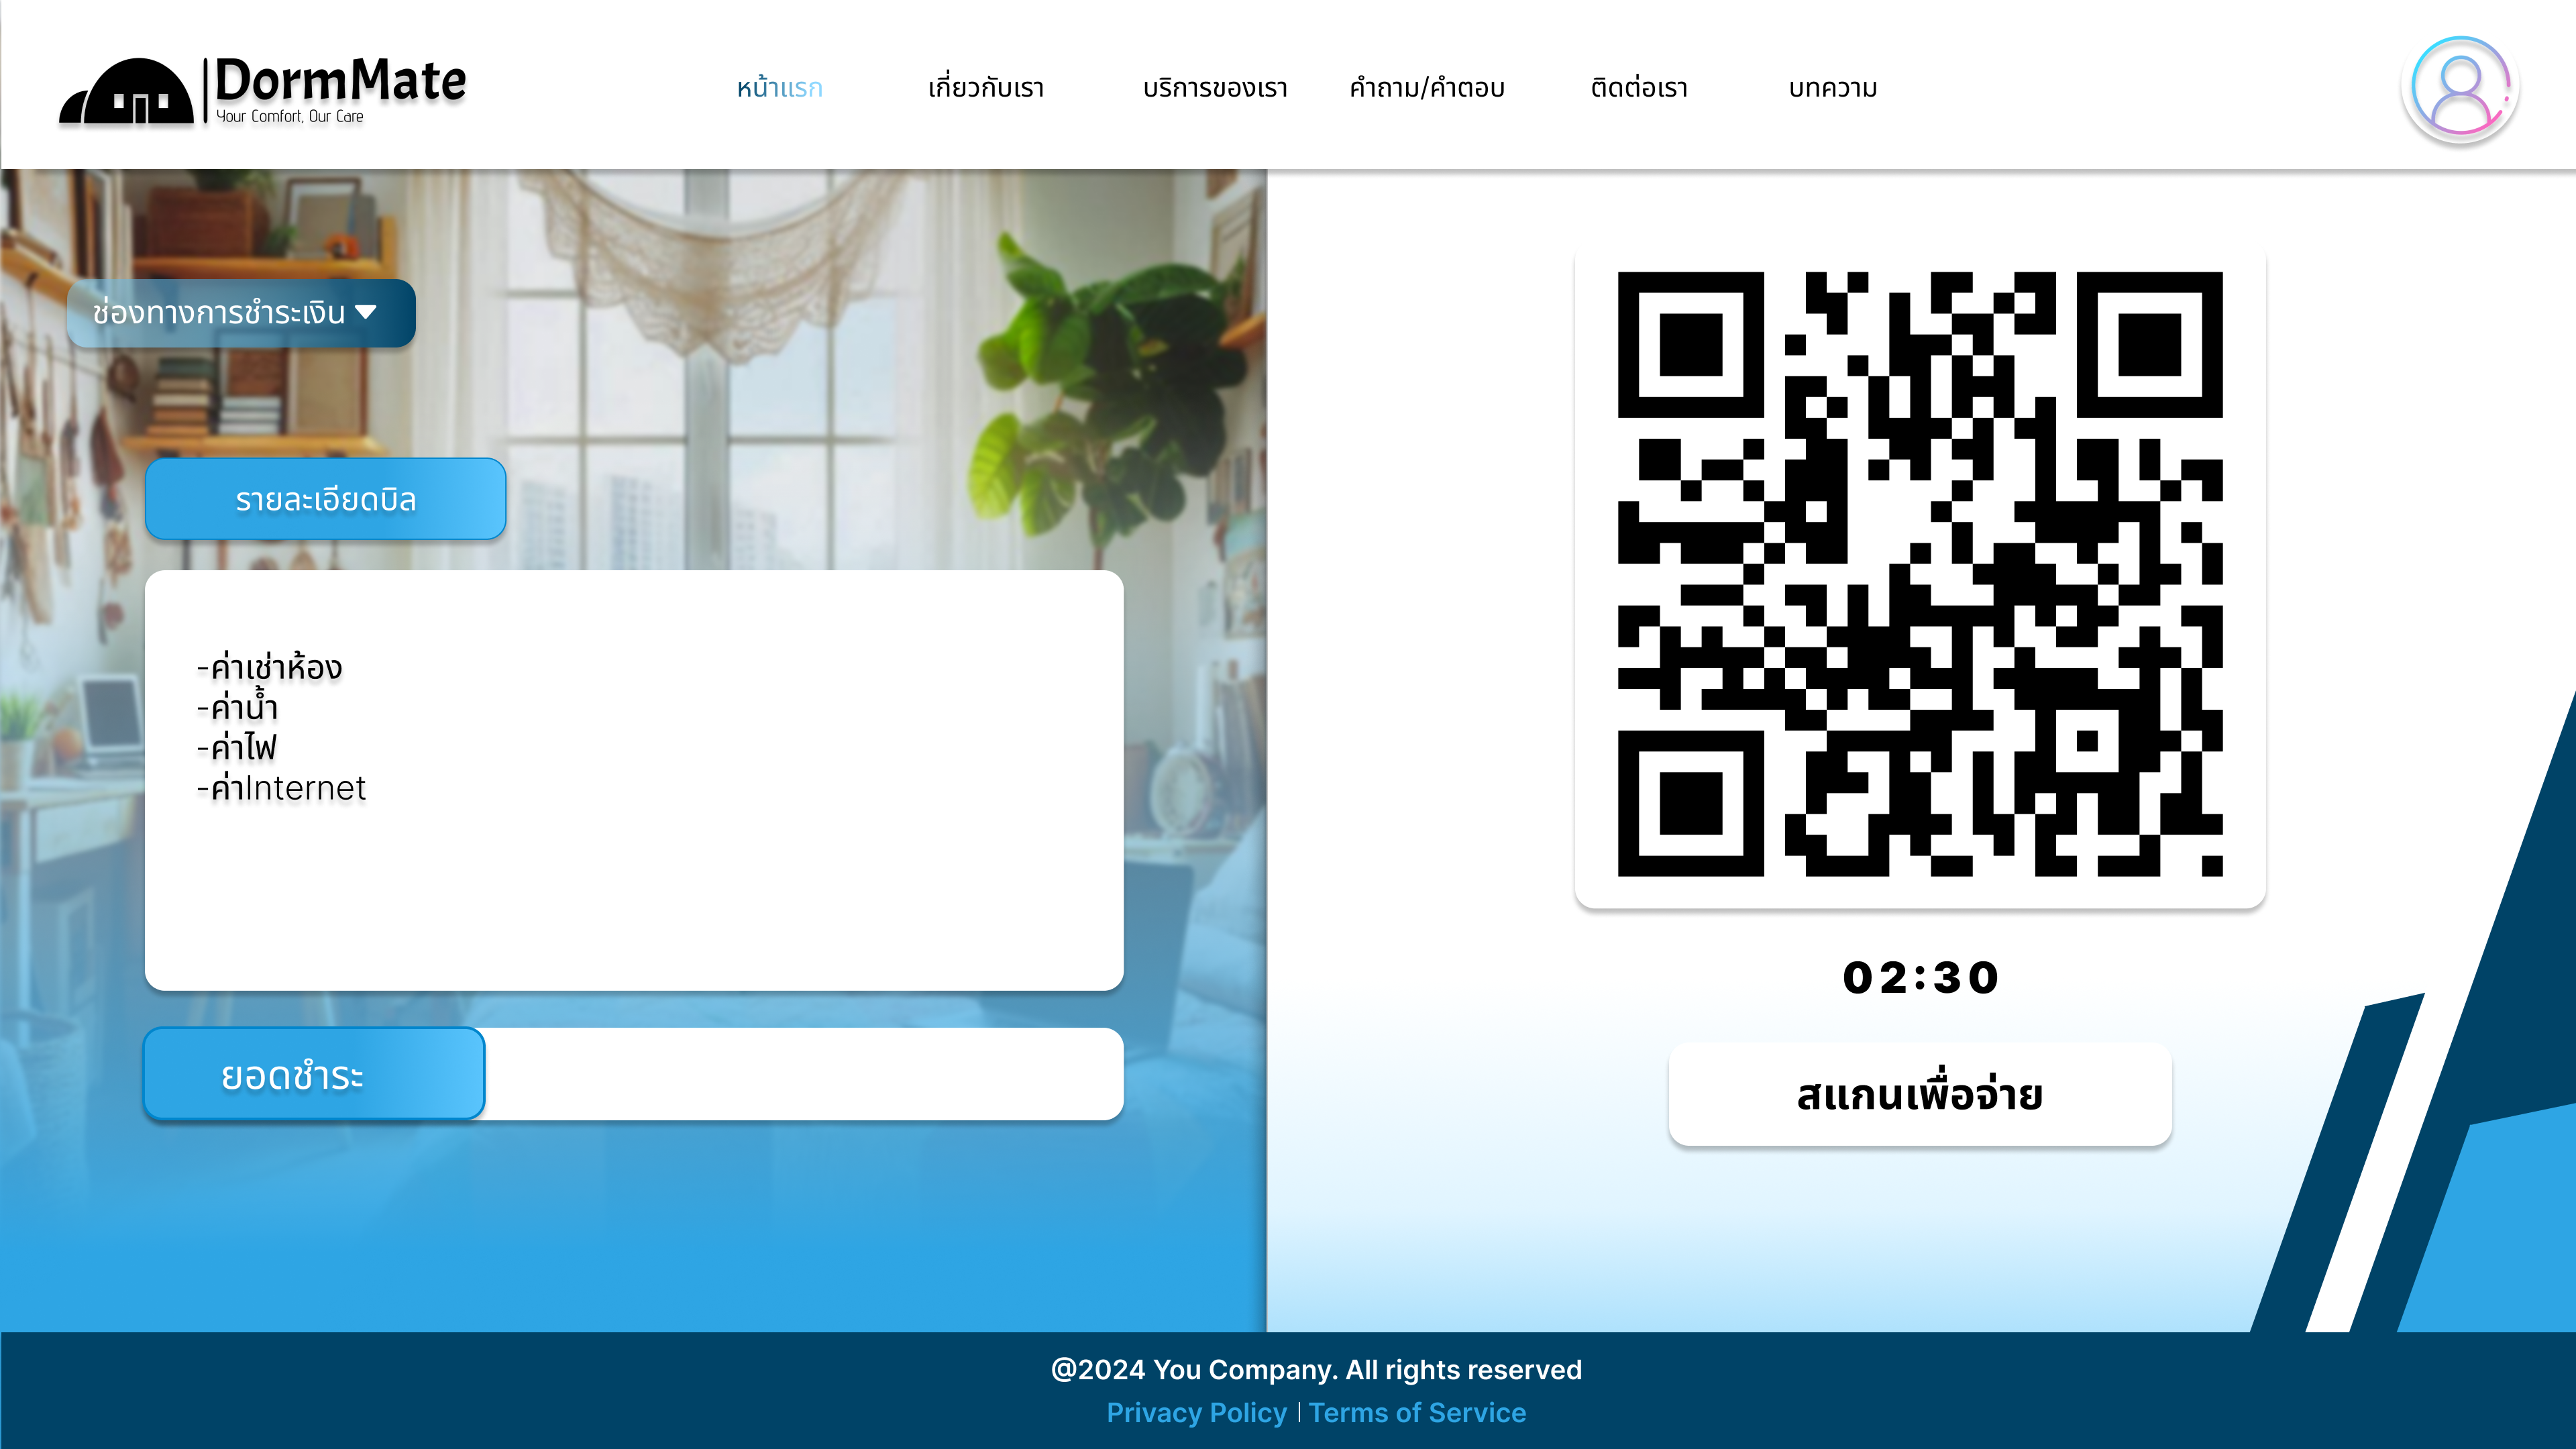 DormMate
Your Comfort, Our Care
หน้าแรก
เกี่ยวกับเรา
บริการของเรา
คำถาม/คำตอบ
ติดต่อเรา
บทความ
ช่องทางการชำระเงิน
รายละเอียดบิล
-ค่าเช่าห้อง
-ค่าน้ำ
-ค่าไฟ
-ค่าInternet
ยอดชำระ
02:30
สแกนเพื่อจ่าย
@2024 You Company. All rights reserved
Privacy Policy | Terms of Service